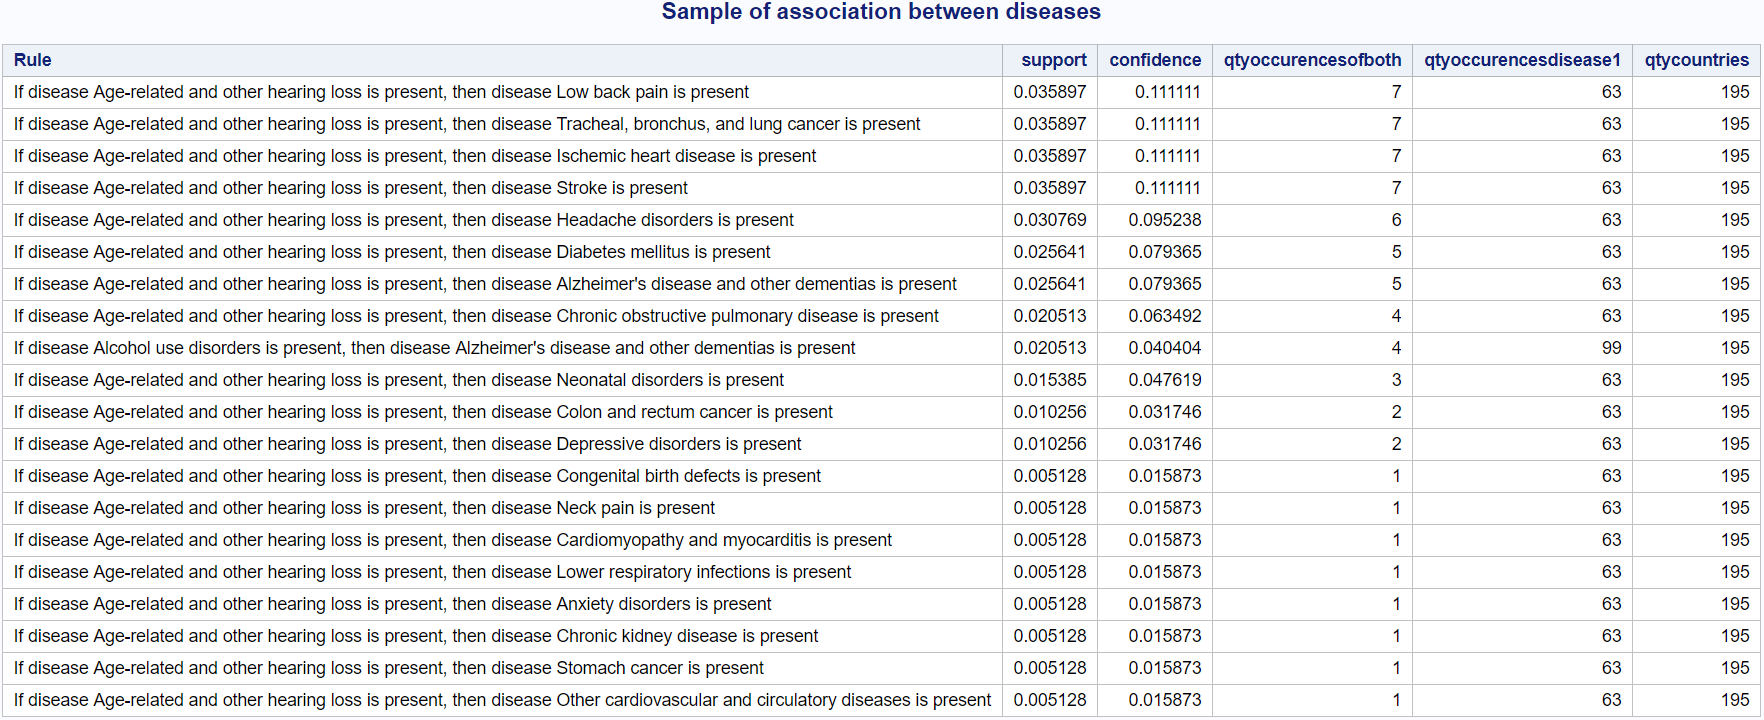 Sample of association between diseases
Rule support confidence qtyoccurencesofboth qtyoccurencesdisease1 qtycountries
If disease Age-related and other hearing loss is present, then disease Low back pain is present 0.035897 0.111111 7 63 195
If disease Age-related and other hearing loss is present, then disease Tracheal, bronchus, and lung cancer is present 0.035897 0.111111 7 63 195
If disease Age-related and other hearing loss is present, then disease Ischemic heart disease is present 0.035897 0.111111 7 63 195
If disease Age-related and other hearing loss is present, then disease Stroke is present 0.035897 0.111111 7 63 195
If disease Age-related and other hearing loss is present, then disease Headache disorders is present 0.030769 0.095238 6 63 195
If disease Age-related and other hearing loss is present, then disease Diabetes mellitus is present 0.025641 0.079365 5 63 195
If disease Age-related and other hearing loss is present, then disease Alzheimer's disease and other dementias is present 0.025641 0.079365 5 63 195
If disease Age-related and other hearing loss is present, then disease Chronic obstructive pulmonary disease is present 0.020513 0.063492 4 63 195
If disease Alcohol use disorders is present, then disease Alzheimer's disease and other dementias is present 0.020513 0.040404 4 99 195
If disease Age-related and other hearing loss is present, then disease Neonatal disorders is present 0.015385 0.047619 3 63 195
If disease Age-related and other hearing loss is present, then disease Colon and rectum cancer is present 0.010256 0.031746 2 63 195
If disease Age-related and other hearing loss is present, then disease Depressive disorders is present 0.010256 0.031746 2 63 195
If disease Age-related and other hearing loss is present, then disease Congenital birth defects is present 0.005128 0.015873 1 63 195
If disease Age-related and other hearing loss is present, then disease Neck pain is present 0.005128 0.015873 1 63 195
If disease Age-related and other hearing loss is present, then disease Cardiomyopathy and myocarditis is present 0.005128 0.015873 1 63 195
If disease Age-related and other hearing loss is present, then disease Lower respiratory infections is present 0.005128 0.015873 1 63 195
If disease Age-related and other hearing loss is present, then disease Anxiety disorders is present 0.005128 0.015873 1 63 195
If disease Age-related and other hearing loss is present, then disease Chronic kidney disease is present 0.005128 0.015873 1 63 195
If disease Age-related and other hearing loss is present, then disease Stomach cancer is present 0.005128 0.015873 1 63 195
If disease Age-related and other hearing loss is present, then disease Other cardiovascular and circulatory diseases is present 0.005128 0.015873 1 63 195